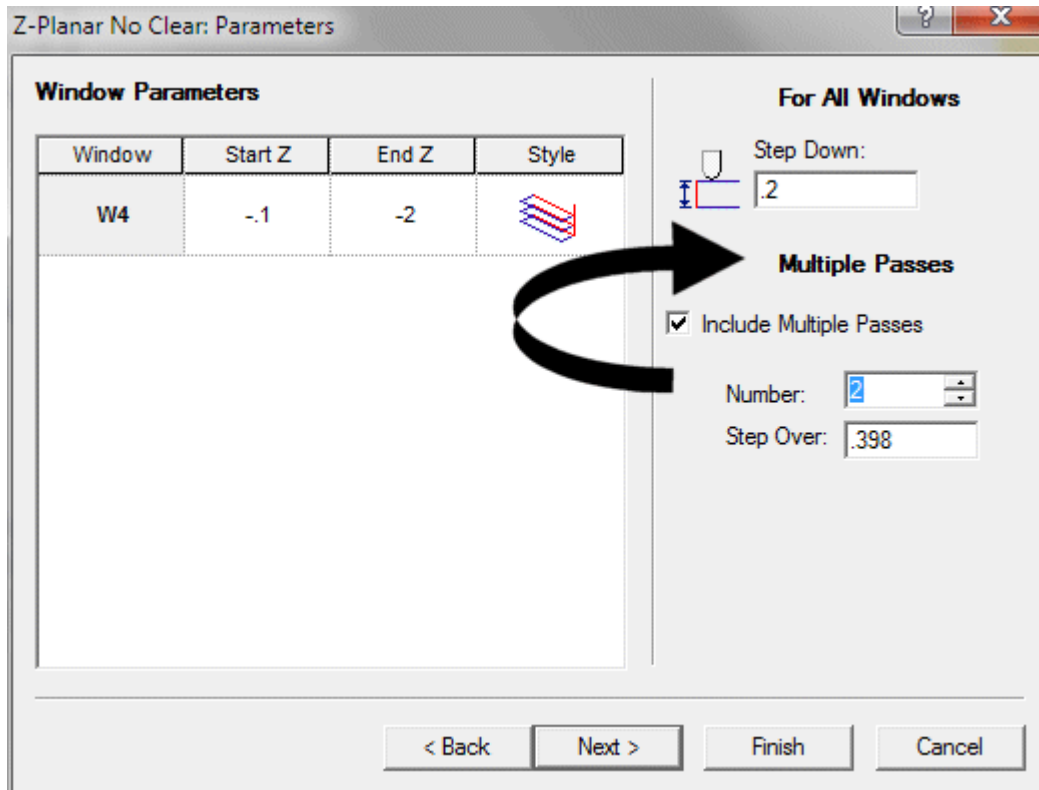 Z-Planar No Clear: Parameters
?
X
Window Parameters
Window Start Z End Z Style
W4 -.1 -2
For All Windows
Step Down:
.2
Multiple Passes
Include Multiple Passes
Number: 2
Step Over: .398
< Back Next > Finish Cancel